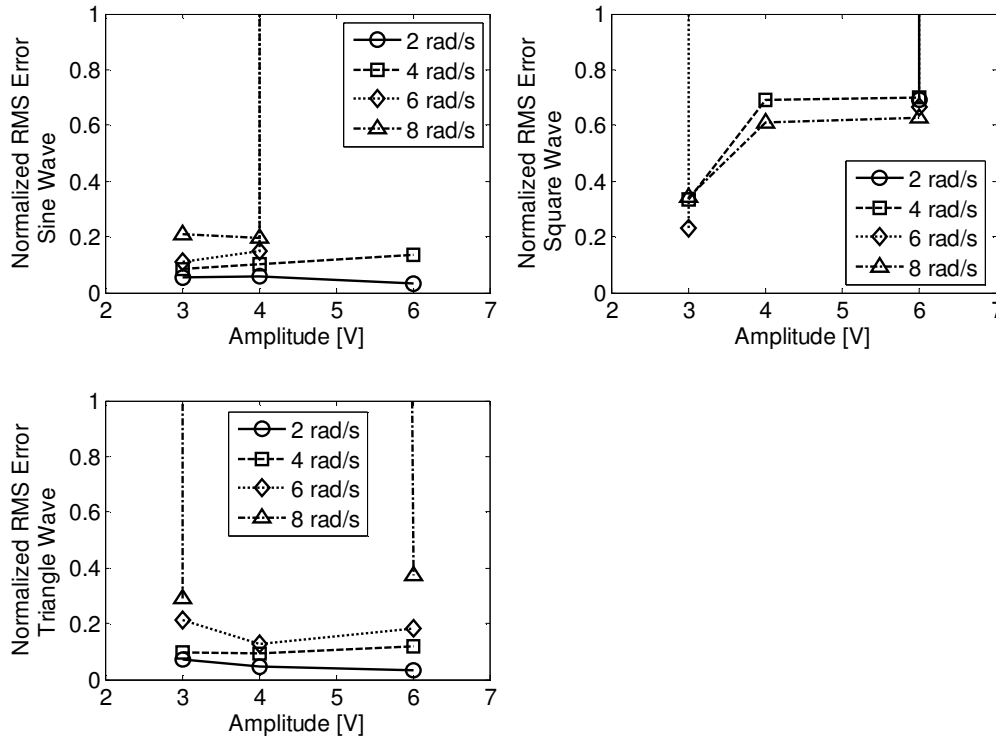 Normalized RMS Error
Sine Wave
1
0.8
0.6
0.4
0.2
0
2 3 4 5 6 7
Amplitude [V]
2 rad/s
4 rad/s
6 rad/s
8 rad/s
Normalized RMS Error
Square Wave
1
0.8
0.6
0.4
0.2
0
2 3 4 5 6 7
Amplitude [V]
2 rad/s
4 rad/s
6 rad/s
8 rad/s
Normalized RMS Error
Triangle Wave
1
0.8
0.6
0.4
0.2
0
2 3 4 5 6 7
Amplitude [V]
2 rad/s
4 rad/s
6 rad/s
8 rad/s